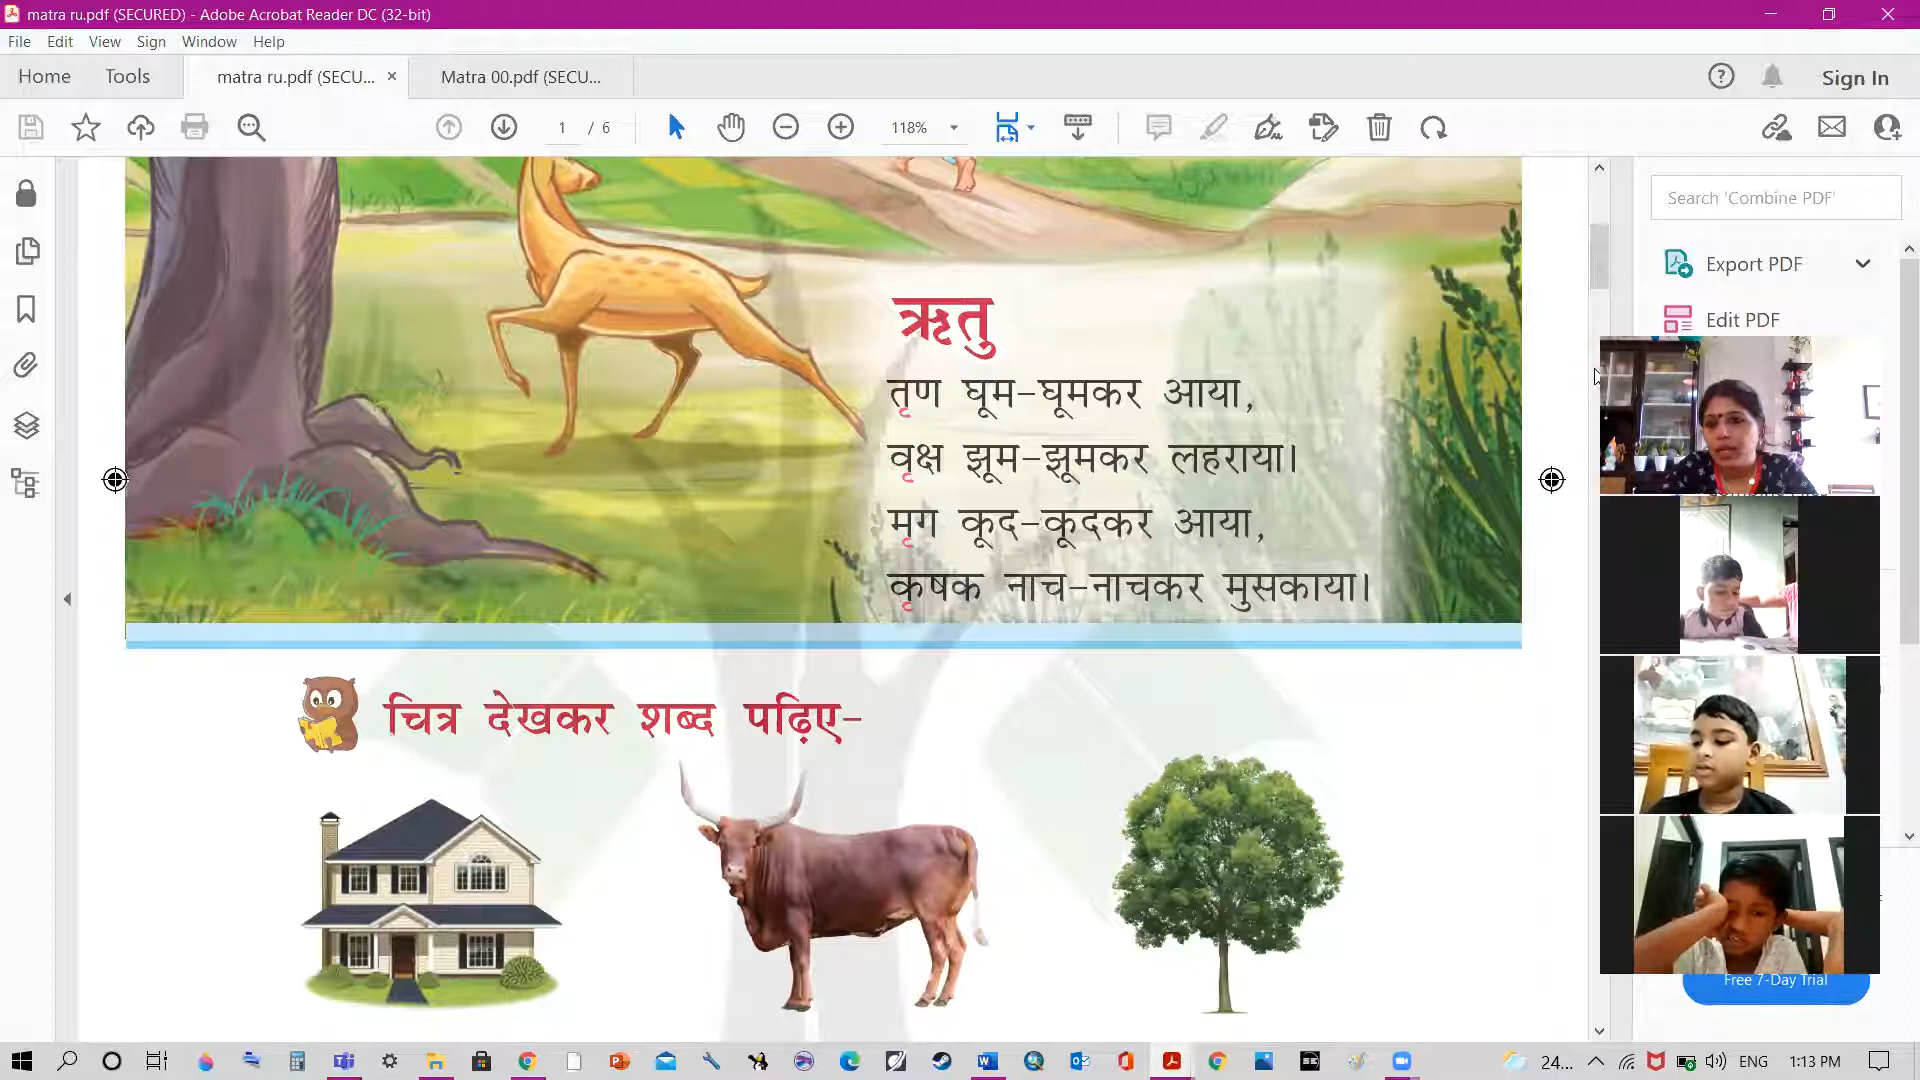 matra ru.pdf (SECURED) - Adobe Acrobat Reader DC (32-bit)
File Edit View Sign Window Help
Home Tools matra ru.pdf (SECU... × Matra 00.pdf (SECU... Sign In
1 / 6 118%
Search 'Combine PDF'
Export PDF
Edit PDF
ऋतु
तृण घूम-घूमकर आया,
वृक्ष झूम-झूमकर लहराया।
मृग कूद-कूदकर आया,
कृषक नाच-नाचकर मुसकाया।
चित्र देखकर शब्द पढ़िए-
Free 7-Day Trial
24... ENG 1:13 PM